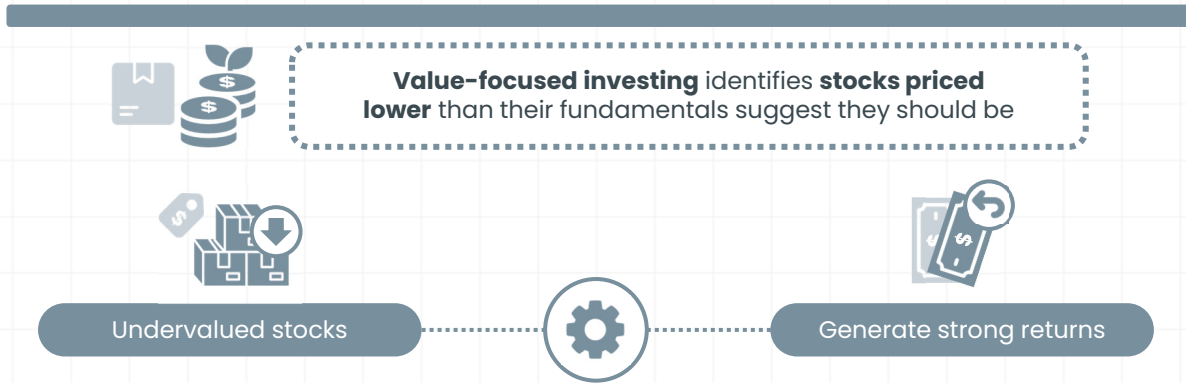 Value-focused investing identifies stocks priced
lower than their fundamentals suggest they should be
Undervalued stocks
Generate strong returns